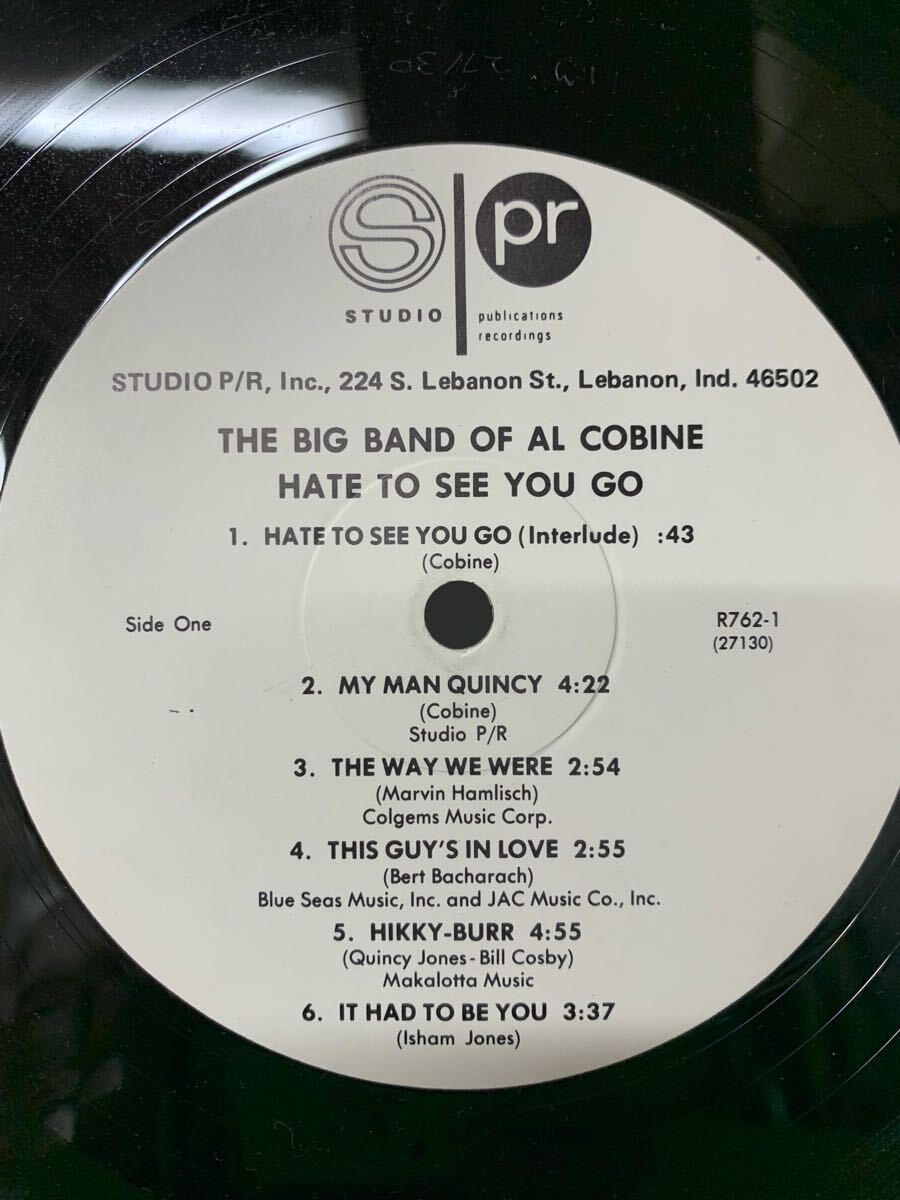 S
pr
STUDIO
publications
recordings
STUDIO P/R, Inc., 224 S. Lebanon St., Lebanon, Ind. 46502
THE BIG BAND OF AL COBINE
HATE TO SEE YOU GO
1. HATE TO SEE YOU GO (Interlude) :43
(Cobine)
Side One
R762-1
(27130)
2. MY MAN QUINCY 4:22
(Cobine)
Studio P/R
3. THE WAY WE WERE 2:54
(Marvin Hamlisch)
Colgems Music Corp.
4. THIS GUY'S IN LOVE 2:55
(Bert Bacharach)
Blue Seas Music, Inc. and JAC Music Co., Inc.
5. HIKKY-BURR 4:55
(Quincy Jones-Bill Cosby)
Makalotta Music
6. IT HAD TO BE YOU 3:37
(Isham Jones)